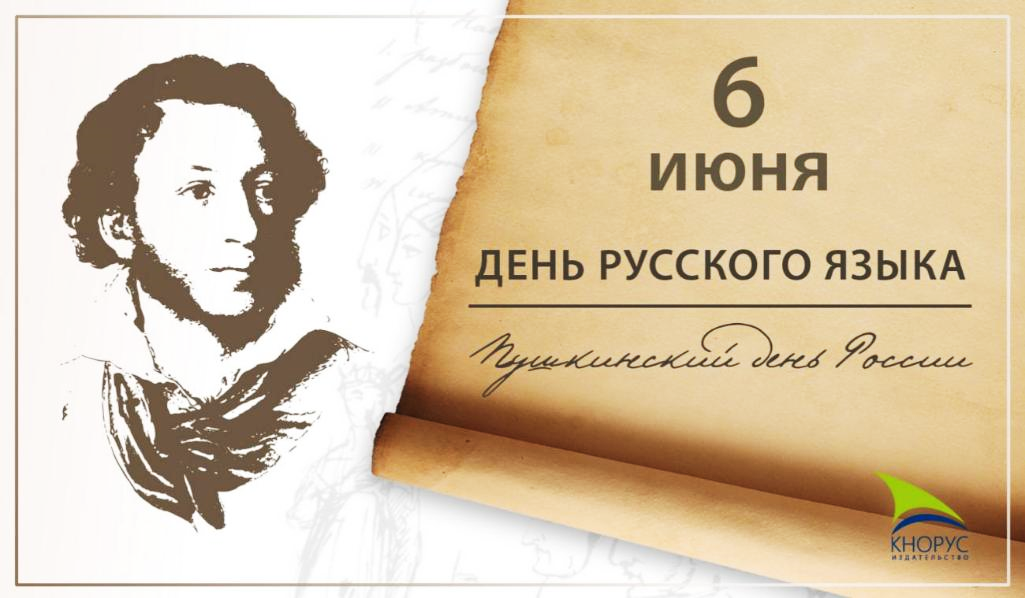 6
июня
ДЕНЬ РУССКОГО ЯЗЫКА
Пушкинский день России
КНОРУС
ИЗДАТЕЛЬСТВО